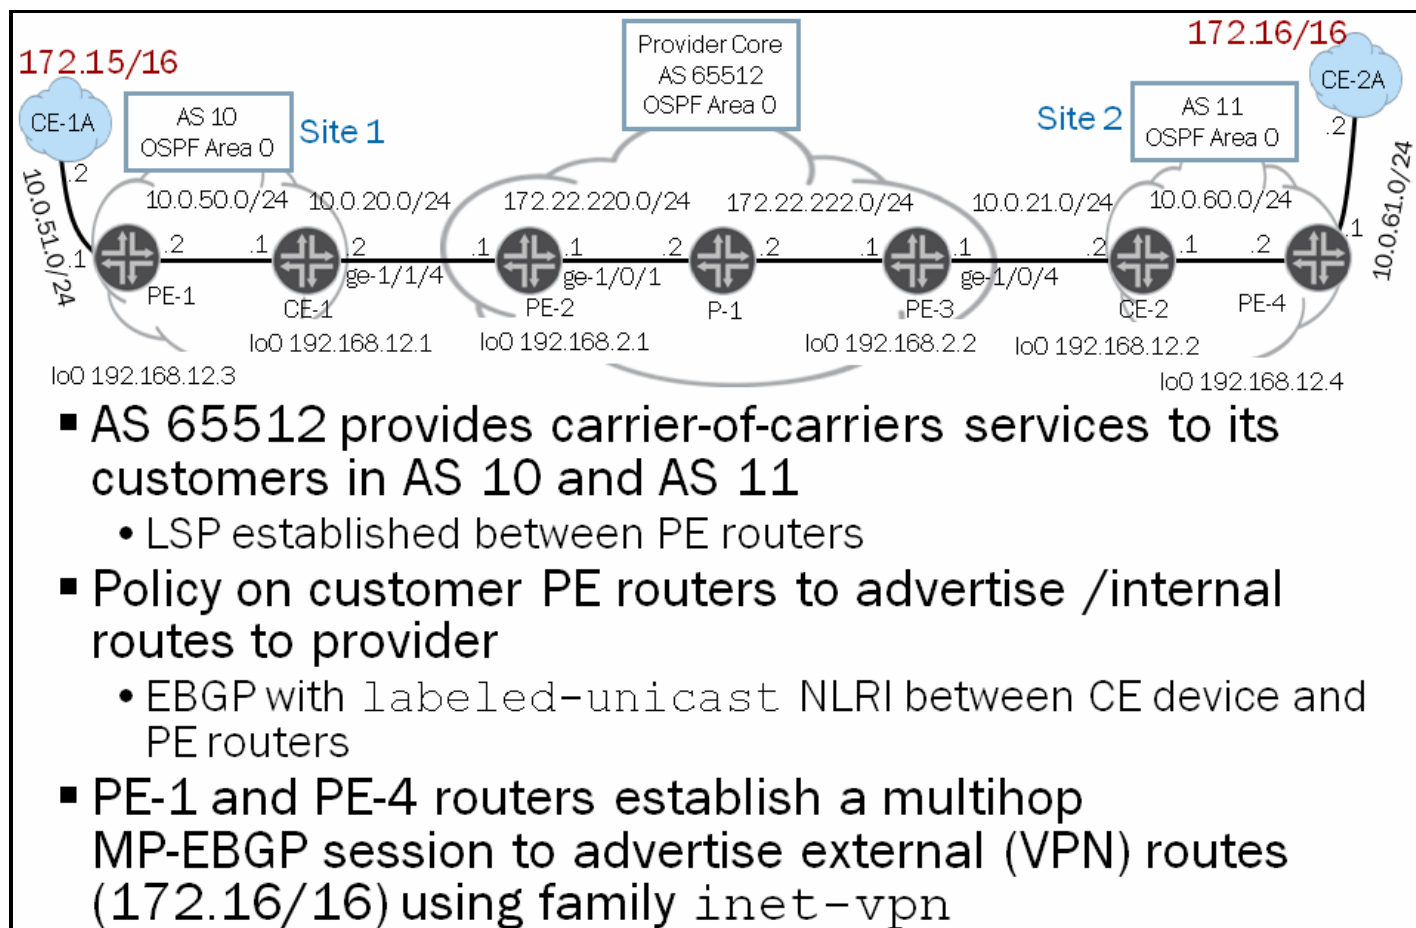 172.15/16
172.16/16
Provider Core
AS 65512
OSPF Area 0
CE-1A
CE-2A
AS 10
OSPF Area 0
Site 1
Site 2
AS 11
OSPF Area 0
.2
.2
10.0.51.0/24
10.0.50.0/24
10.0.20.0/24
172.22.220.0/24
172.22.222.0/24
10.0.21.0/24
10.0.60.0/24
10.0.61.0/24
.1
.2
.1
.2
.1
.1
.2
.2
.1
.1
.2
.1
.2
.1
ge-1/1/4
ge-1/0/1
ge-1/0/4
PE-1
CE-1
PE-2
P-1
PE-3
CE-2
PE-4
lo0 192.168.12.1
lo0 192.168.2.1
lo0 192.168.2.2
lo0 192.168.12.2
lo0 192.168.12.3
lo0 192.168.12.4
▪ AS 65512 provides carrier-of-carriers services to its
customers in AS 10 and AS 11
• LSP established between PE routers
▪ Policy on customer PE routers to advertise /internal
routes to provider
• EBGP with labeled-unicast NLRI between CE device and
PE routers
▪ PE-1 and PE-4 routers establish a multihop
MP-EBGP session to advertise external (VPN) routes
(172.16/16) using family inet-vpn